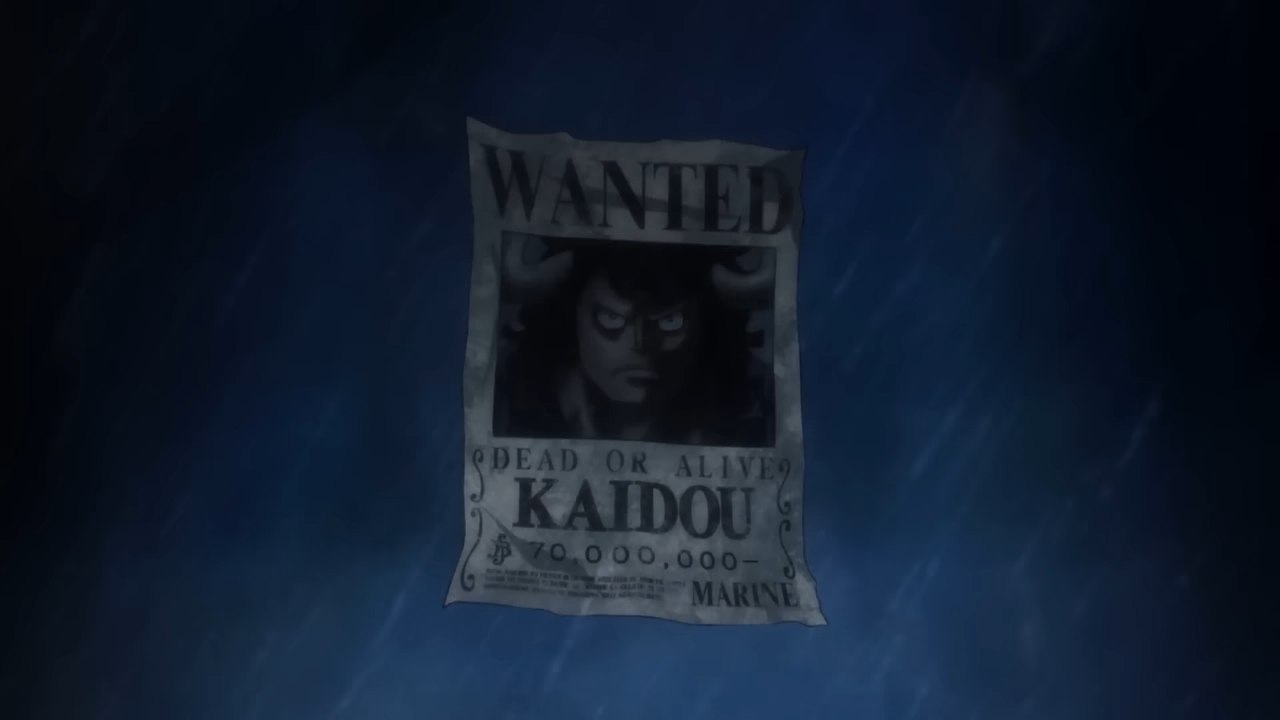 WANTED
DEAD OR ALIVE
KAIDOU
฿70,000,000-
MARINE